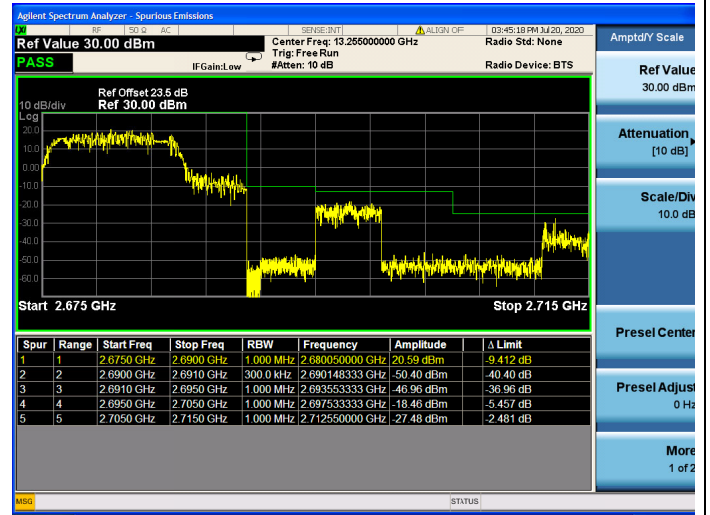 Agilent Spectrum Analyzer - Spurious Emissions
LXI RF 50 Ω AC SENSE:INT ALIGN OFF 03:45:18 PM Jul 20, 2020
Ref Value 30.00 dBm Center Freq: 13.255000000 GHz Radio Std: None
Trig: Free Run
PASS IFGain:Low #Atten: 10 dB Radio Device: BTS
Ref Offset 23.5 dB
10 dB/div Ref 30.00 dBm
Log
20.0
10.0
0.00
-10.0
-20.0
-30.0
-40.0
-50.0
-60.0
Start 2.675 GHz Stop 2.715 GHz
Spur Range Start Freq Stop Freq RBW Frequency Amplitude Δ Limit
1 1 2.6750 GHz 2.6900 GHz 1.000 MHz 2.680050000 GHz 20.59 dBm -9.412 dB
2 2 2.6900 GHz 2.6910 GHz 300.0 kHz 2.690148333 GHz -50.40 dBm -40.40 dB
3 3 2.6910 GHz 2.6950 GHz 1.000 MHz 2.693553333 GHz -46.96 dBm -36.96 dB
4 4 2.6950 GHz 2.7050 GHz 1.000 MHz 2.697533333 GHz -18.46 dBm -5.457 dB
5 5 2.7050 GHz 2.7150 GHz 1.000 MHz 2.712550000 GHz -27.48 dBm -2.481 dB
MSG STATUS
Amptd/Y Scale
Ref Value
30.00 dBm
Attenuation
[10 dB]
Scale/Div
10.0 dB
Presel Center
Presel Adjust
0 Hz
More
1 of 2